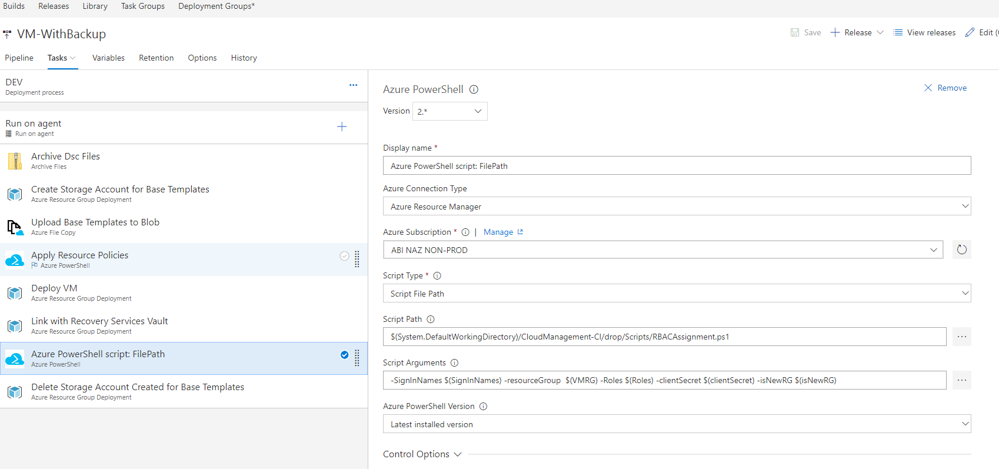 Builds Releases Library Task Groups Deployment Groups*
VM-WithBackup
Save Release View releases Edit (
Pipeline Tasks Variables Retention Options History
DEV
Deployment process
Run on agent
Run on agent
Archive Dsc Files
Archive Files
Create Storage Account for Base Templates
Azure Resource Group Deployment
Upload Base Templates to Blob
Azure File Copy
Apply Resource Policies
Azure PowerShell
Deploy VM
Azure Resource Group Deployment
Link with Recovery Services Vault
Azure Resource Group Deployment
Azure PowerShell script: FilePath
Azure PowerShell
Delete Storage Account Created for Base Templates
Azure Resource Group Deployment
Azure PowerShell
Remove
Version 2.*
Display name *
Azure PowerShell script: FilePath
Azure Connection Type
Azure Resource Manager
Azure Subscription * | Manage
ABI NAZ NON-PROD
Script Type *
Script File Path
Script Path
$(System.DefaultWorkingDirectory)/CloudManagement-CI/drop/Scripts/RBACAssignment.ps1
Script Arguments
-SignInNames $(SignInNames) -resourceGroup  $(VMRG) -Roles $(Roles) -clientSecret $(clientSecret) -isNewRG $(isNewRG)
Azure PowerShell Version
Latest installed version
Control Options